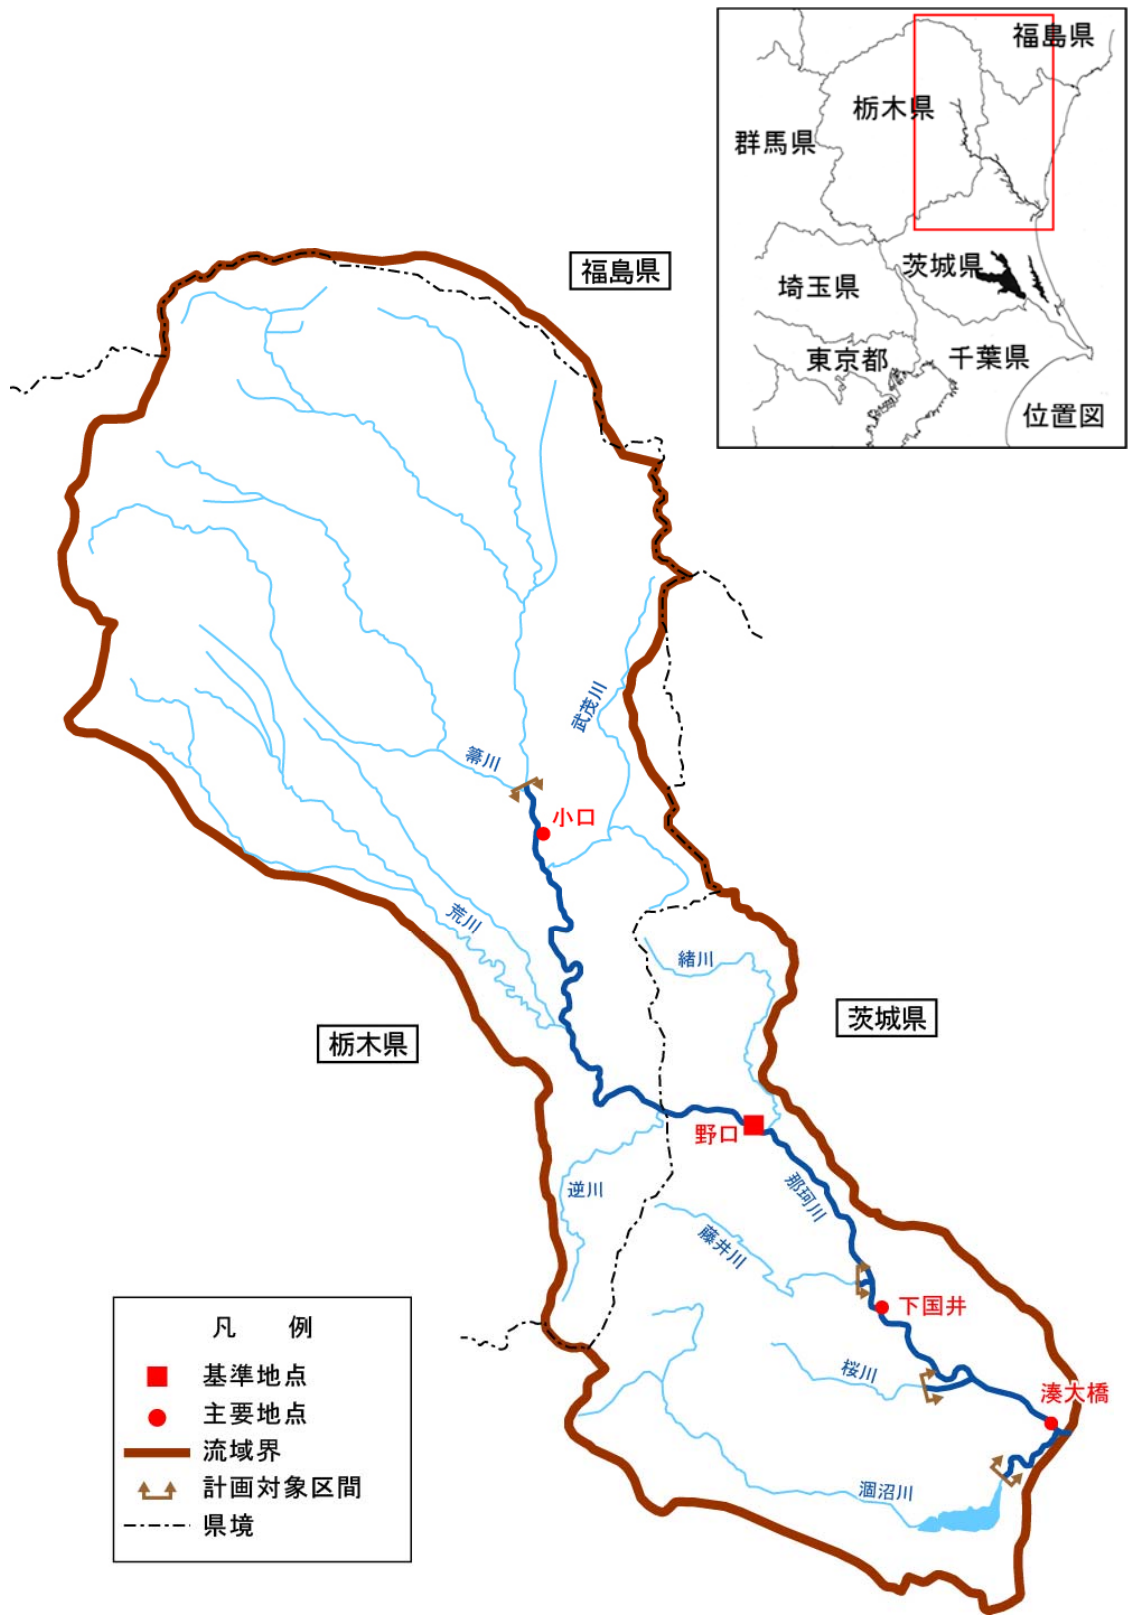 福島県
栃木県
群馬県
茨城県
埼玉県
東京都
千葉県
位置図
福島県
武茂川
箒川
小口
荒川
緒川
茨城県
栃木県
野口
逆川
那珂川
藤井川
下国井
桜川
湊大橋
涸沼川
凡　例
基準地点
主要地点
流域界
計画対象区間
県境